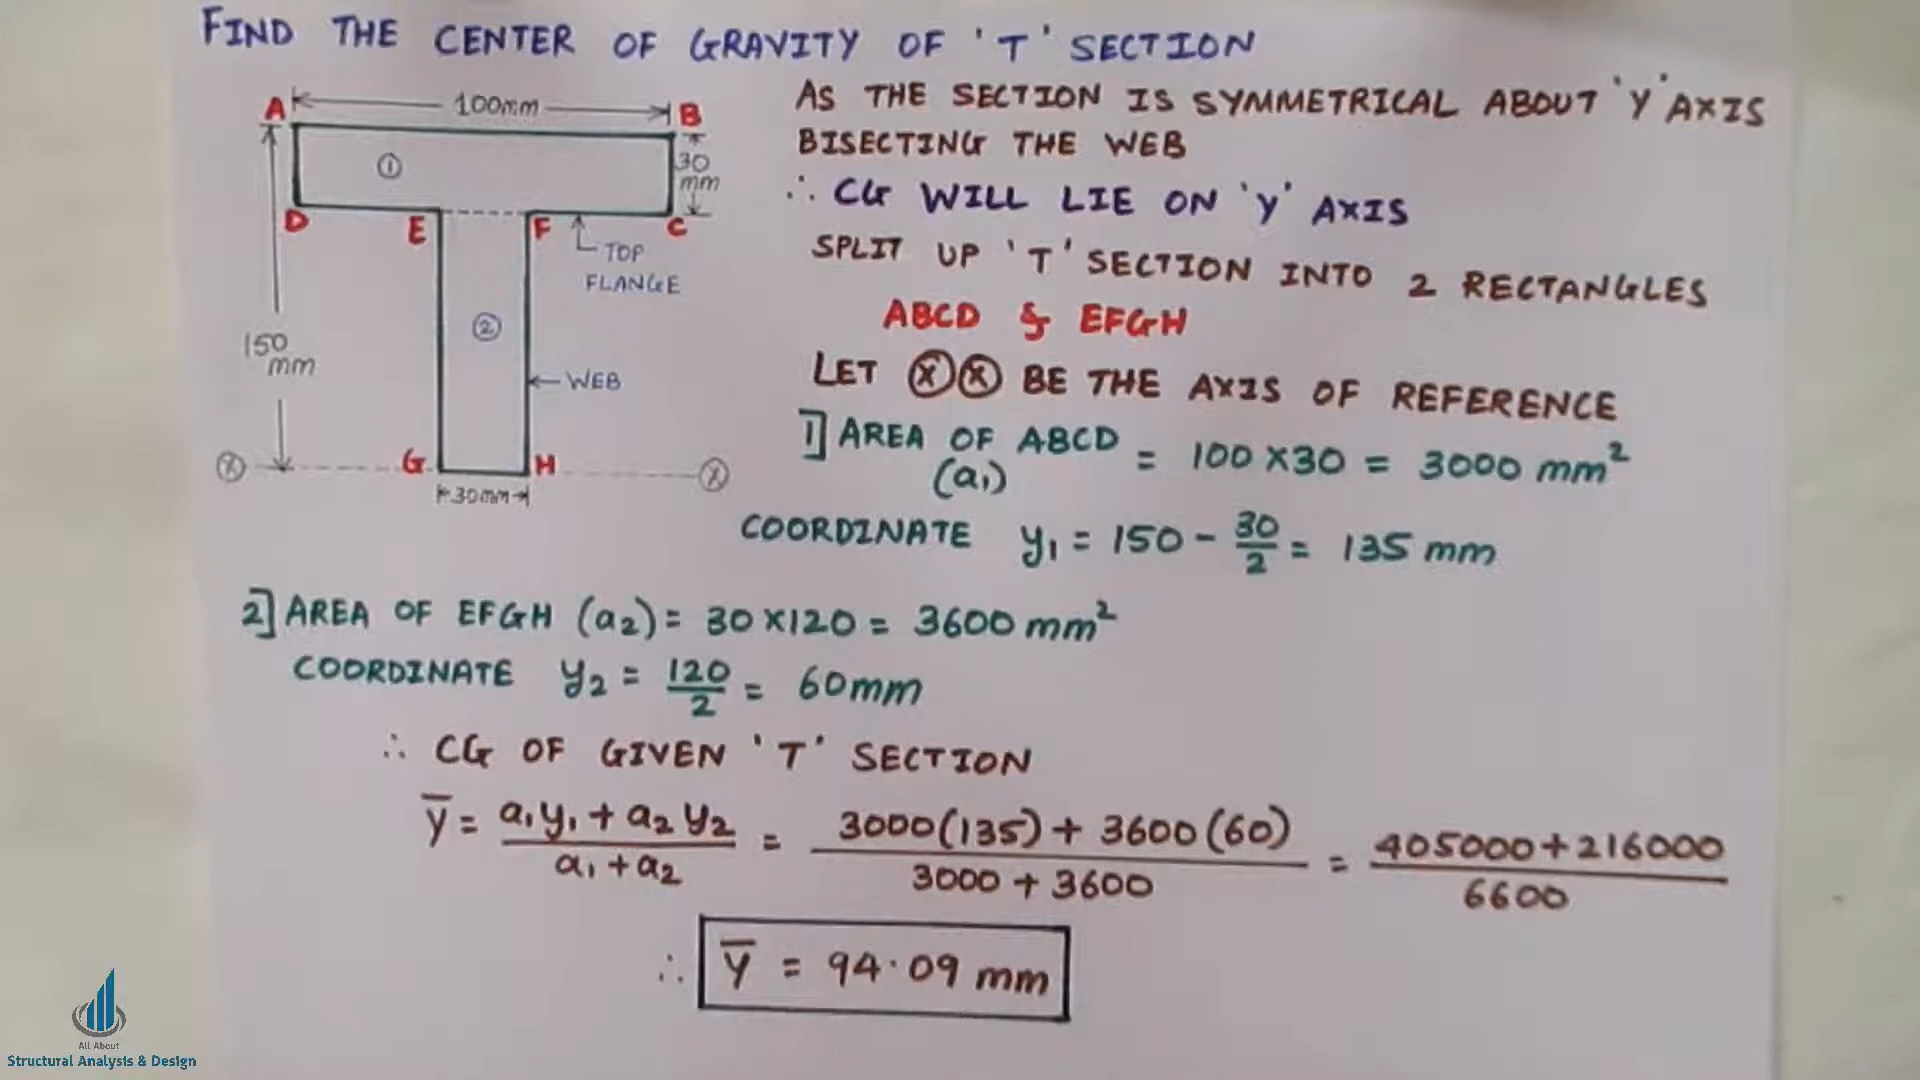 FIND THE CENTER OF GRAVITY OF 'T' SECTION
A 100mm B
30 mm
①
D E F C
TOP FLANGE
②
150 mm
WEB
Ⓧ G H Ⓧ
30mm
AS THE SECTION IS SYMMETRICAL ABOUT 'Y' AXIS
BISECTING THE WEB
∴ CG WILL LIE ON 'Y' AXIS
SPLIT UP 'T' SECTION INTO 2 RECTANGLES
ABCD & EFGH
LET ⓍⓍ BE THE AXIS OF REFERENCE
1] AREA OF ABCD (a₁) = 100 × 30 = 3000 mm²
COORDINATE y₁ = 150 - 30/2 = 135 mm
2] AREA OF EFGH (a₂) = 30 × 120 = 3600 mm²
COORDINATE y₂ = 120/2 = 60mm
∴ CG OF GIVEN 'T' SECTION
y̅ = a₁y₁ + a₂y₂ / a₁ + a₂ = 3000(135) + 3600(60) / 3000 + 3600 = 405000 + 216000 / 6600
∴ y̅ = 94.09 mm
All About
Structural Analysis & Design